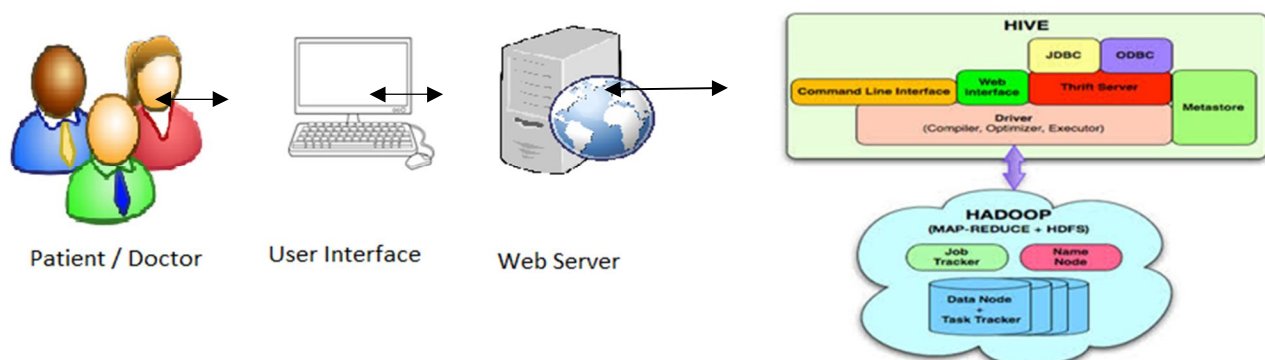 Patient / Doctor
User Interface
Web Server
HIVE
JDBC
ODBC
Command Line Interface
Web
Interface
Thrift Server
Metastore
Driver
(Compiler, Optimizer, Executor)
HADOOP
(MAP-REDUCE + HDFS)
Job
Tracker
Name
Node
Data Node
+
Task Tracker